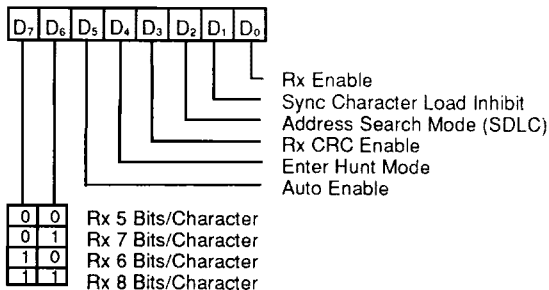 D7 D6 D5 D4 D3 D2 D1 D0
Rx Enable
Sync Character Load Inhibit
Address Search Mode (SDLC)
Rx CRC Enable
Enter Hunt Mode
Auto Enable
0 0 Rx 5 Bits/Character
0 1 Rx 7 Bits/Character
1 0 Rx 6 Bits/Character
1 1 Rx 8 Bits/Character